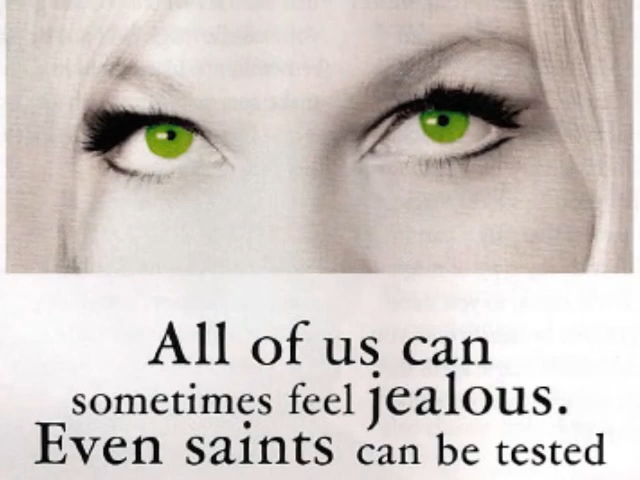 All of us can
sometimes feel jealous.
Even saints can be tested